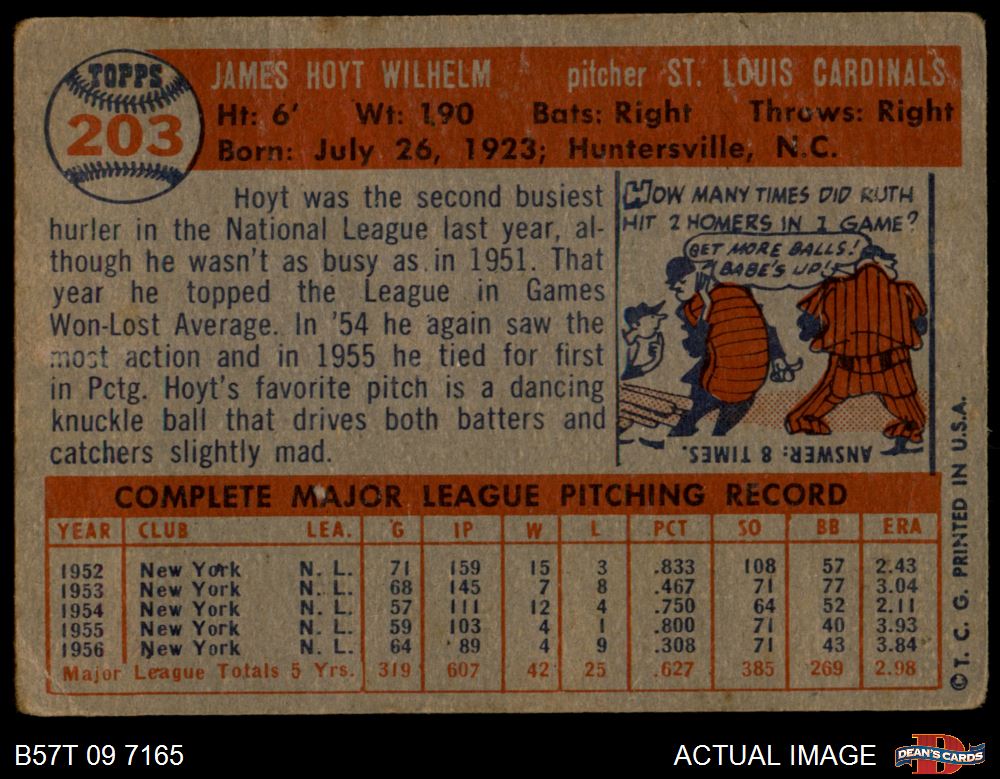 TOPPS
203
JAMES HOYT WILHELM pitcher ST. LOUIS CARDINALS
Ht: 6' Wt: 190 Bats: Right Throws: Right
Born: July 26, 1923; Huntersville, N.C.
Hoyt was the second busiest
hurler in the National League last year, al-
though he wasn't as busy as in 1951. That
year he topped the League in Games
Won-Lost Average. In '54 he again saw the
most action and in 1955 he tied for first
in Pctg. Hoyt's favorite pitch is a dancing
knuckle ball that drives both batters and
catchers slightly mad.
HOW MANY TIMES DID RUTH
HIT 2 HOMERS IN 1 GAME?
GET MORE BALLS!
BABE'S UP!
ANSWER: 8 TIMES.
COMPLETE MAJOR LEAGUE PITCHING RECORD
YEAR CLUB LEA. G IP W L PCT SO BB ERA
1952 New York N. L. 71 159 15 3 .833 108 57 2.43
1953 New York N. L. 68 145 7 8 .467 71 77 3.04
1954 New York N. L. 57 111 12 4 .750 64 52 2.11
1955 New York N. L. 59 103 4 1 .800 71 40 3.93
1956 New York N. L. 64 89 4 9 .308 71 43 3.84
Major League Totals 5 Yrs. 319 607 42 25 .627 385 269 2.98
©T. C. G. PRINTED IN U.S.A.
B57T 09 7165
ACTUAL IMAGE
DEAN'S CARDS